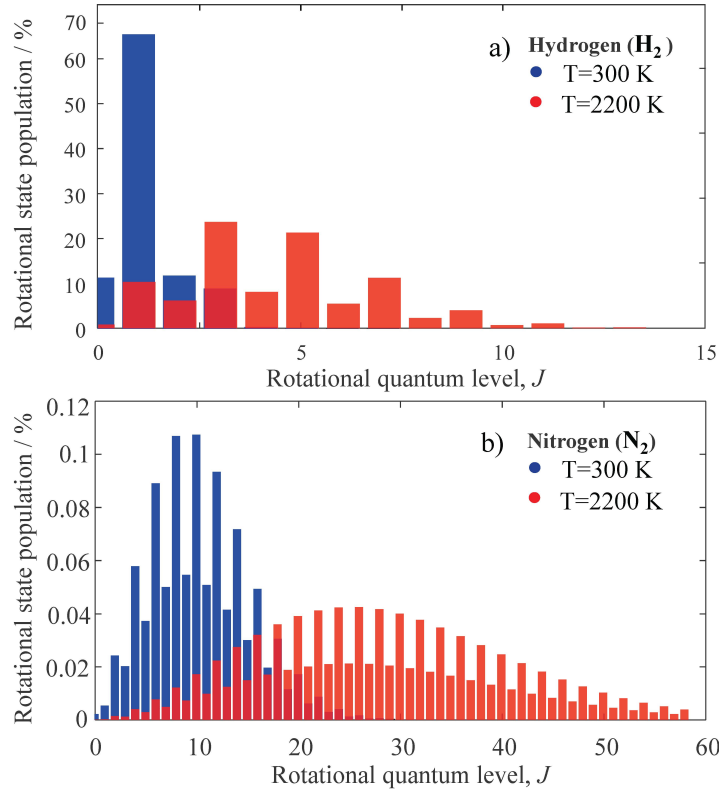 70
60
50
40
30
20
10
0
Rotational state population / %
a) Hydrogen (H₂)
T=300 K
T=2200 K
0 5 10 15
Rotational quantum level, J
0.12
0.1
0.08
0.06
0.04
0.02
0
Rotational state population / %
b) Nitrogen (N₂)
T=300 K
T=2200 K
0 10 20 30 40 50 60
Rotational quantum level, J